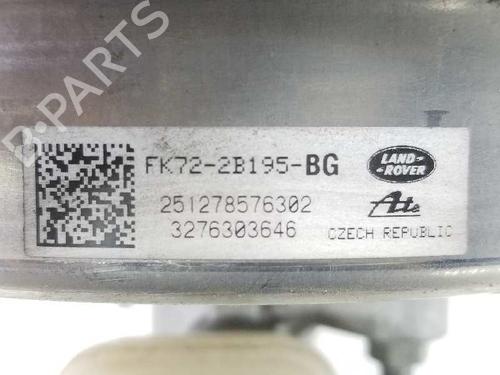 FK72-2B195-BG
LAND
ROVER
251278576302
Ate
3276303646
CZECH REPUBLIC
B-PARTS